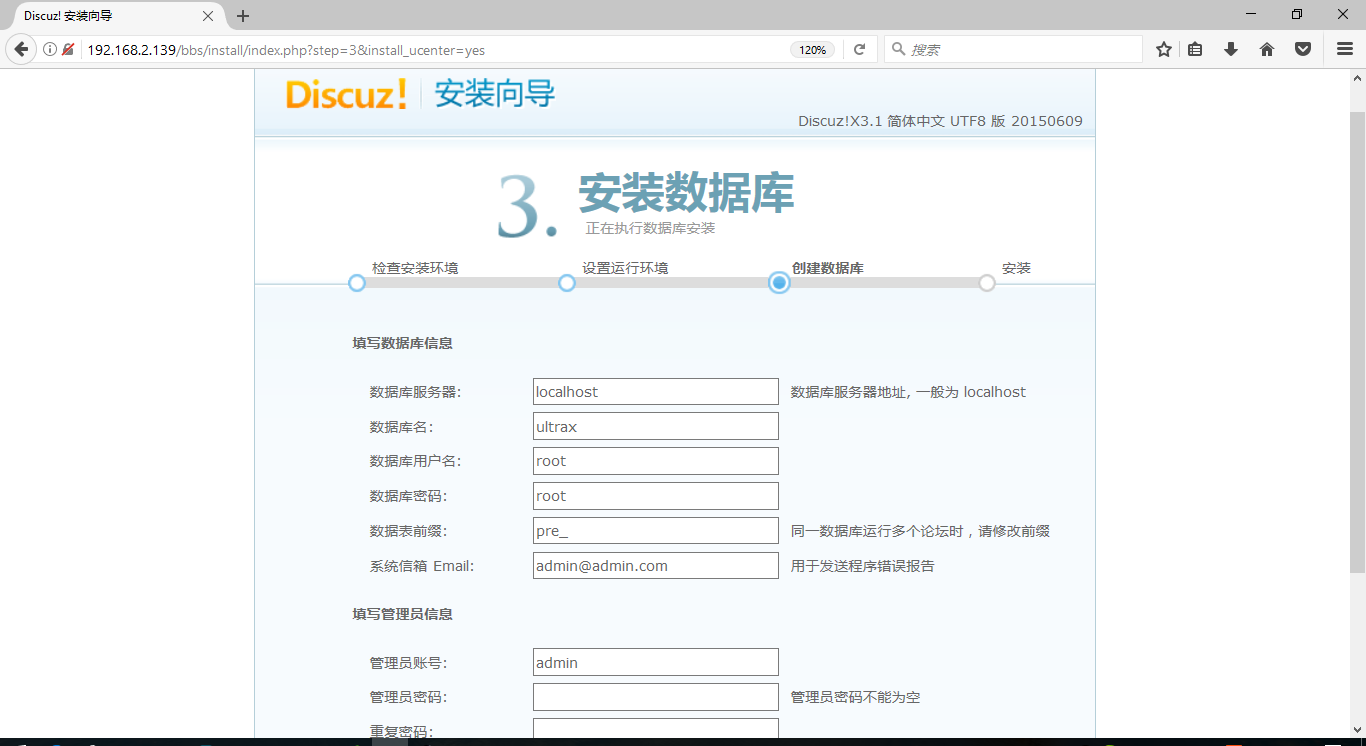 Discuz! 安装向导
192.168.2.139/bbs/install/index.php?step=3&install_ucenter=yes
120%
搜索
Discuz! 安装向导
Discuz!X3.1 简体中文 UTF8 版 20150609
3. 安装数据库
正在执行数据库安装
检查安装环境 设置运行环境 创建数据库 安装
填写数据库信息
数据库服务器: localhost 数据库服务器地址, 一般为 localhost
数据库名: ultrax
数据库用户名: root
数据库密码: root
数据表前缀: pre_ 同一数据库运行多个论坛时，请修改前缀
系统信箱 Email: admin@admin.com 用于发送程序错误报告
填写管理员信息
管理员账号: admin
管理员密码: 管理员密码不能为空
重复密码: